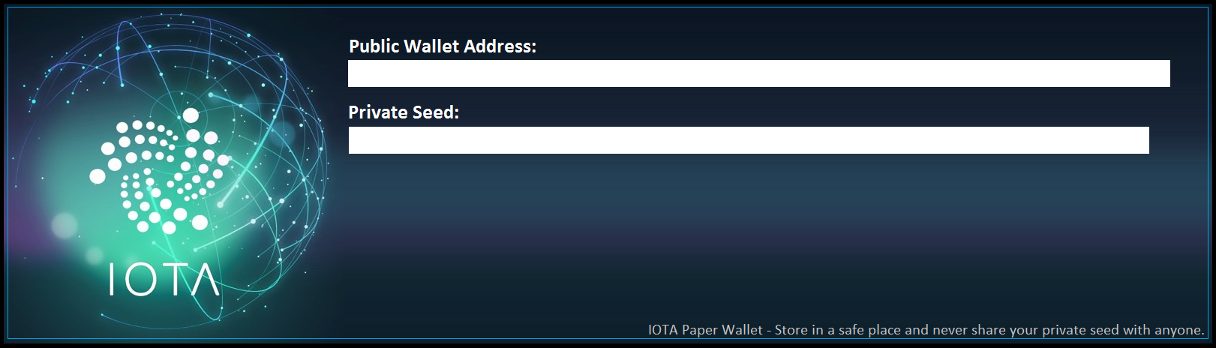 Public Wallet Address:
Private Seed:
IOTA
IOTA Paper Wallet - Store in a safe place and never share your private seed with anyone.